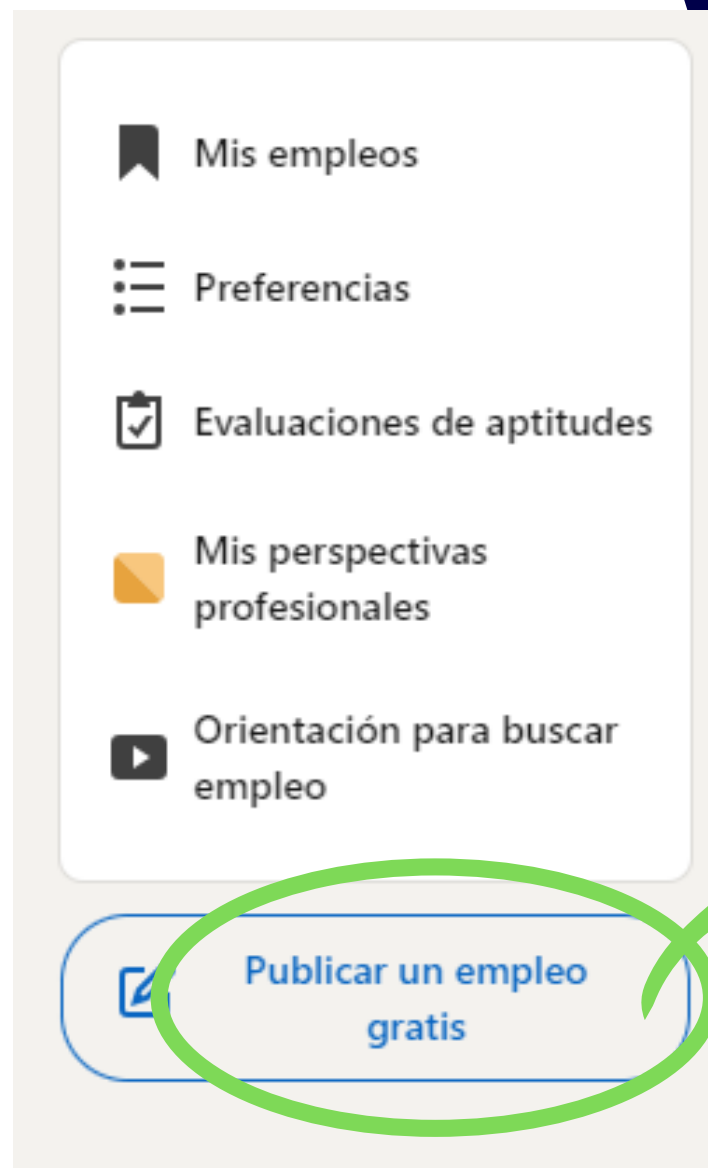 Mis empleos
Preferencias
Evaluaciones de aptitudes
Mis perspectivas
profesionales
Orientación para buscar
empleo
Publicar un empleo
gratis